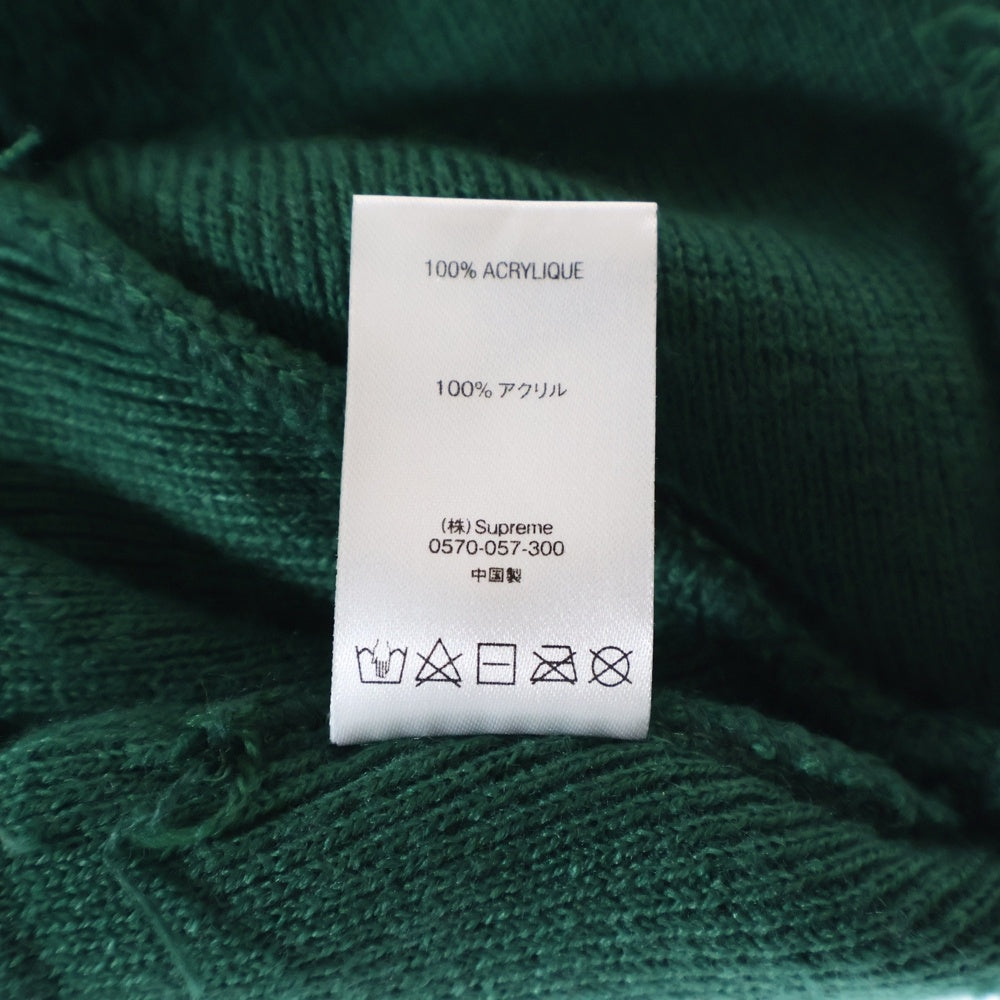 100% ACRYLIQUE
100% アクリル
(株)Supreme
0570-057-300
中国製